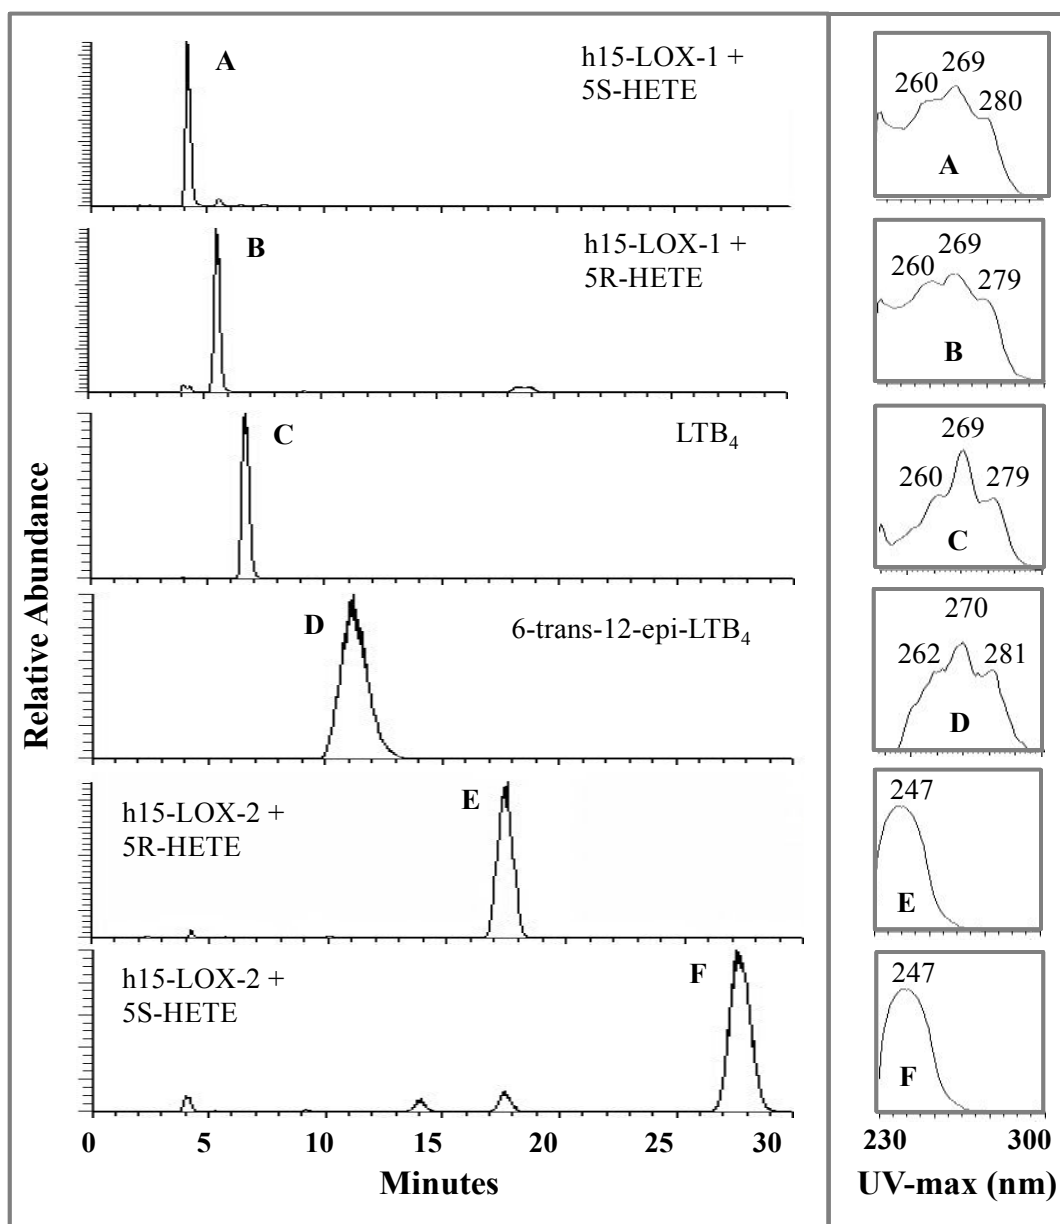 Relative Abundance
A
h15-LOX-1 +
5S-HETE
B
h15-LOX-1 +
5R-HETE
C
LTB₄
D
6-trans-12-epi-LTB₄
h15-LOX-2 +
5R-HETE
E
h15-LOX-2 +
5S-HETE
F
0 5 10 15 20 25 30
Minutes
269
260
280
A
269
260
279
B
269
260
279
C
270
262 281
D
247
E
247
F
230 300
UV-max (nm)